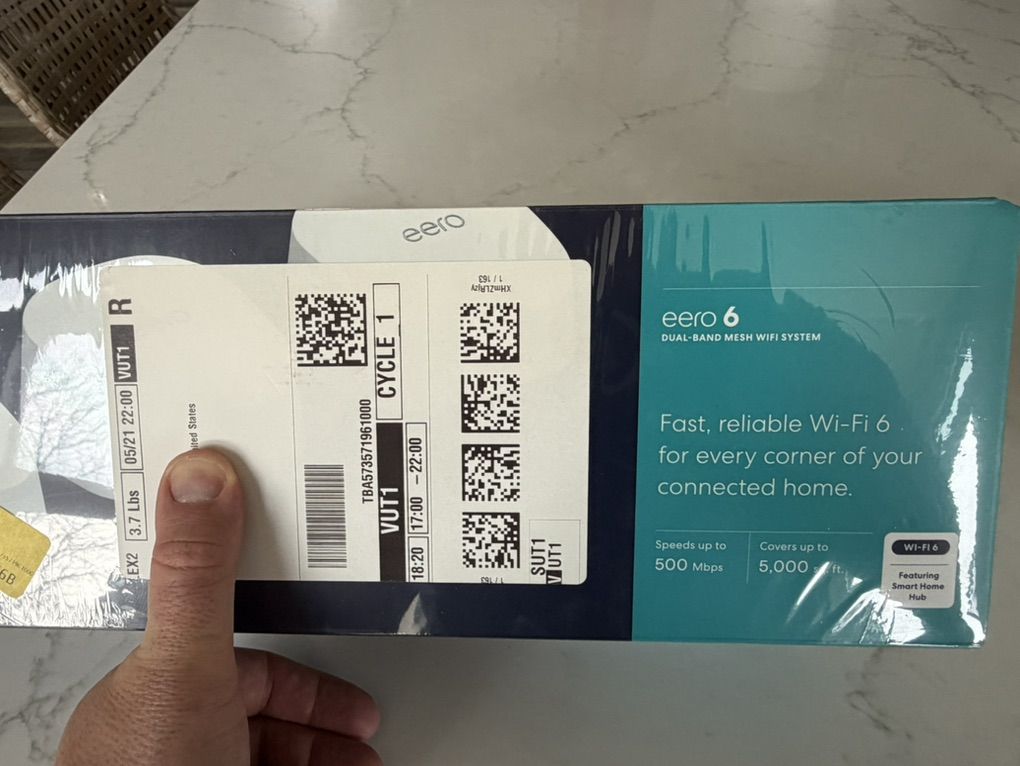 eero
R
VUT1
05/21 22:00
3.7 Lbs
EX2
ited States
TBA573571961000
CYCLE 1
VUT1
17:00 – 22:00
18:20
XHmZLRjzy
1 / 163
1 / 163
SUT1
VUT1
6B
eero 6
DUAL-BAND MESH WIFI SYSTEM
Fast, reliable Wi-Fi 6
for every corner of your
connected home.
Speeds up to
500 Mbps
Covers up to
5,000 ft.
WI-FI 6
Featuring
Smart Home
Hub